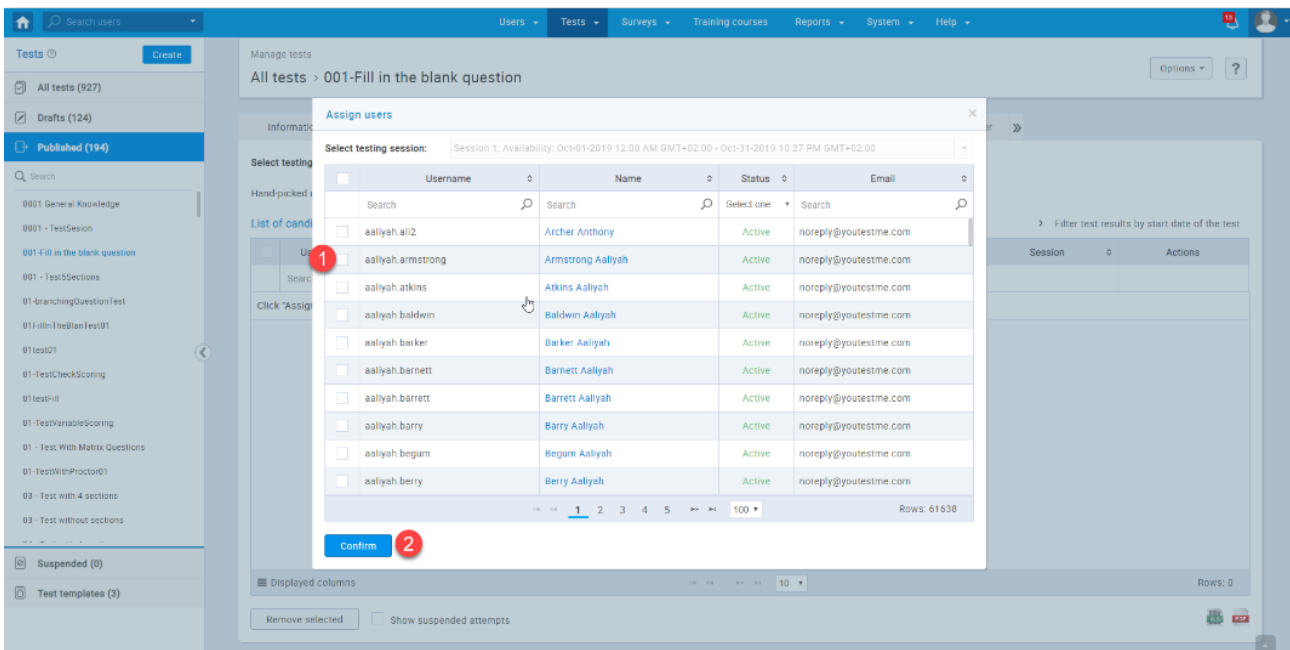 Search users
Users
Tests
Surveys
Training courses
Reports
System
Help
13
Tests
Create
All tests (927)
Drafts (124)
Published (194)
Search
0001 General Knowledge
0001 - TestSesion
001-Fill in the blank question
001 - Test5Sections
01-branchingQuestionTest
01FillInTheBlanTest01
01test01
01-TestCheckScoring
01testFill
01-TestVariableScoring
01 - Test With Matrix Questions
01-TestWithProctor01
03 - Test with 4 sections
03 - Test without sections
Suspended (0)
Test templates (3)
Manage tests
All tests > 001-Fill in the blank question
Options
?
Informatio
er
Select testing
Hand-picked
List of candi
Filter test results by start date of the test
Us
Session
Actions
Searc
Click "Assig
Assign users
Select testing session:
Session 1; Availability: Oct-01-2019 12:00 AM GMT+02:00 - Oct-31-2019 10:27 PM GMT+02:00
Username Name Status Email
Search Search Select one Search
aaliyah.ali2 Archer Anthony Active noreply@youtestme.com
1
aaliyah.armstrong Armstrong Aaliyah Active noreply@youtestme.com
aaliyah.atkins Atkins Aaliyah Active noreply@youtestme.com
aaliyah.baldwin Baldwin Aaliyah Active noreply@youtestme.com
aaliyah.barker Barker Aaliyah Active noreply@youtestme.com
aaliyah.barnett Barnett Aaliyah Active noreply@youtestme.com
aaliyah.barrett Barrett Aaliyah Active noreply@youtestme.com
aaliyah.barry Barry Aaliyah Active noreply@youtestme.com
aaliyah.begum Begum Aaliyah Active noreply@youtestme.com
aaliyah.berry Berry Aaliyah Active noreply@youtestme.com
1 2 3 4 5 100 Rows: 61638
Confirm 2
Displayed columns 10 Rows: 0
Remove selected Show suspended attempts
PDF